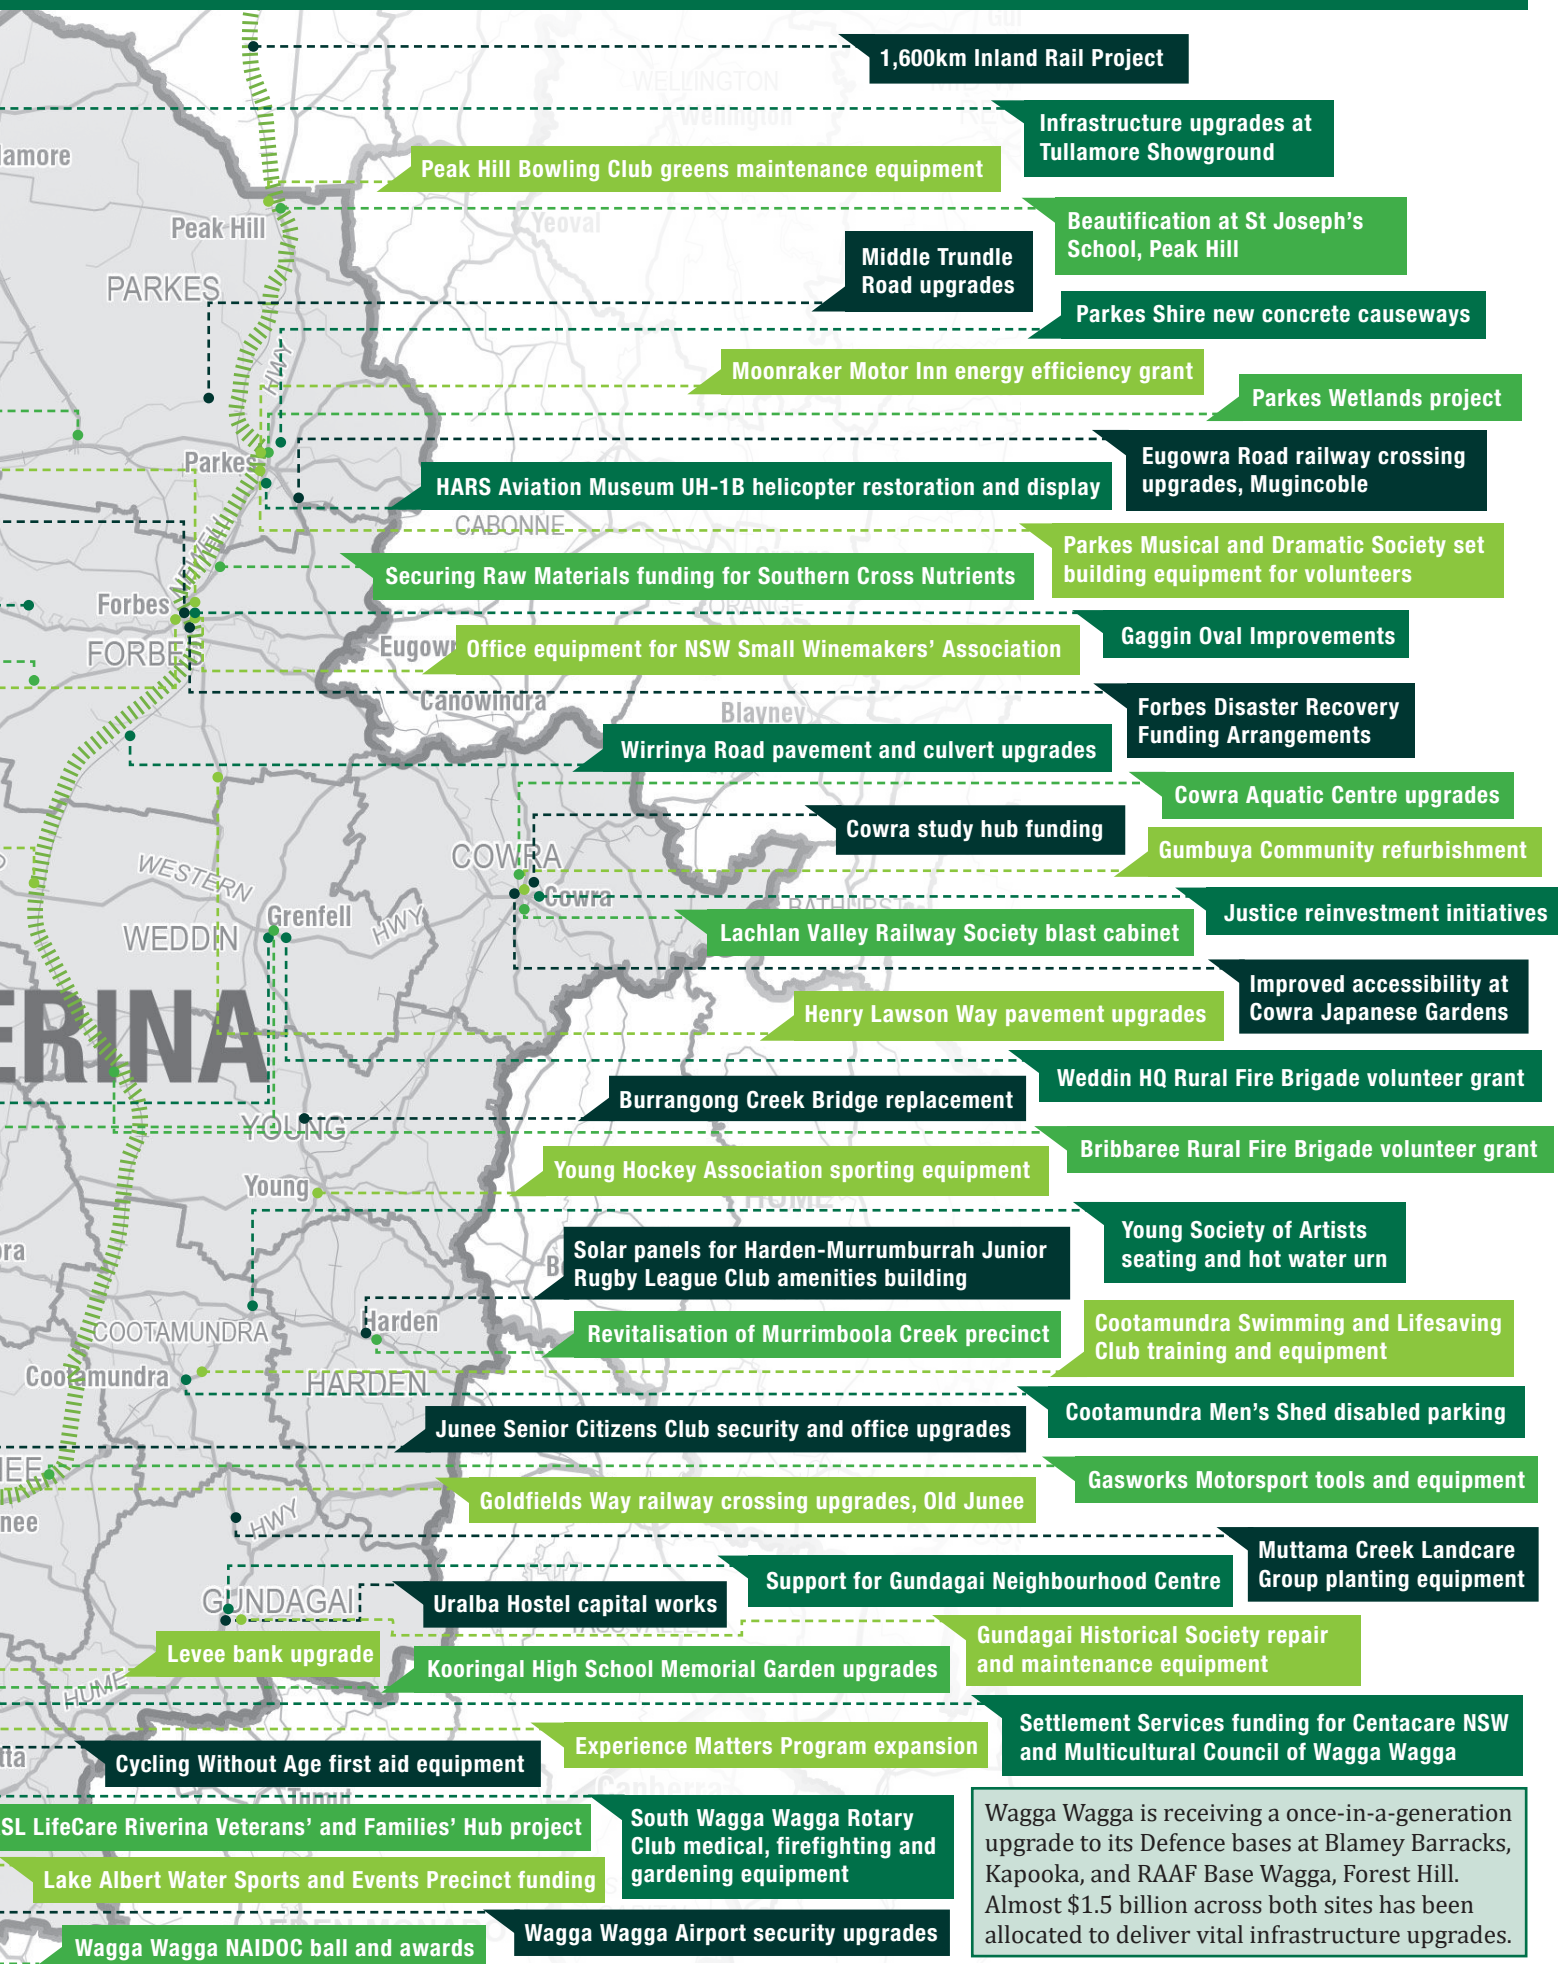 1,600km Inland Rail Project
WELLINGTON
Wellington
Infrastructure upgrades at
Tullamore Showground
lamore
Peak Hill Bowling Club greens maintenance equipment
Peak Hill
Yeoval
Beautification at St Joseph's
School, Peak Hill
Middle Trundle
Road upgrades
PARKES
Parkes Shire new concrete causeways
HWY
Moonraker Motor Inn energy efficiency grant
Parkes Wetlands project
Parkes
Eugowra Road railway crossing
upgrades, Mugincoble
HARS Aviation Museum UH-1B helicopter restoration and display
CABONNE
NEWELL
Parkes Musical and Dramatic Society set
building equipment for volunteers
Securing Raw Materials funding for Southern Cross Nutrients
Forbes
ORANGE
Gaggin Oval Improvements
FORBES
Eugow
Office equipment for NSW Small Winemakers' Association
Canowindra
Blayney
Forbes Disaster Recovery
Funding Arrangements
Wirrinya Road pavement and culvert upgrades
Cowra Aquatic Centre upgrades
Cowra study hub funding
COWRA
Gumbuya Community refurbishment
WESTERN
HWY
Cowra
BATHURST
Justice reinvestment initiatives
Grenfell
WEDDIN
Lachlan Valley Railway Society blast cabinet
Improved accessibility at
Cowra Japanese Gardens
ERINA
Henry Lawson Way pavement upgrades
Weddin HQ Rural Fire Brigade volunteer grant
Burrangong Creek Bridge replacement
YOUNG
Bribbaree Rural Fire Brigade volunteer grant
Young Hockey Association sporting equipment
Young
HUME
Young Society of Artists
seating and hot water urn
ora
Solar panels for Harden-Murrumburrah Junior
Rugby League Club amenities building
Harden
COOTAMUNDRA
Revitalisation of Murrimboola Creek precinct
Cootamundra Swimming and Lifesaving
Club training and equipment
Cootamundra
HARDEN
Cootamundra Men's Shed disabled parking
Junee Senior Citizens Club security and office upgrades
NEE
Gasworks Motorsport tools and equipment
Goldfields Way railway crossing upgrades, Old Junee
nee
HWY
Muttama Creek Landcare
Group planting equipment
Support for Gundagai Neighbourhood Centre
GUNDAGAI
Uralba Hostel capital works
Gundagai Historical Society repair
and maintenance equipment
Levee bank upgrade
Kooringal High School Memorial Garden upgrades
HUME
Settlement Services funding for Centacare NSW
and Multicultural Council of Wagga Wagga
Experience Matters Program expansion
tta
Cycling Without Age first aid equipment
Canberra
Tumut
SL LifeCare Riverina Veterans' and Families' Hub project
South Wagga Wagga Rotary
Club medical, firefighting and
gardening equipment
Lake Albert Water Sports and Events Precinct funding
Wagga Wagga Airport security upgrades
Wagga Wagga NAIDOC ball and awards
Wagga Wagga is receiving a once-in-a-generation
upgrade to its Defence bases at Blamey Barracks,
Kapooka, and RAAF Base Wagga, Forest Hill.
Almost $1.5 billion across both sites has been
allocated to deliver vital infrastructure upgrades.